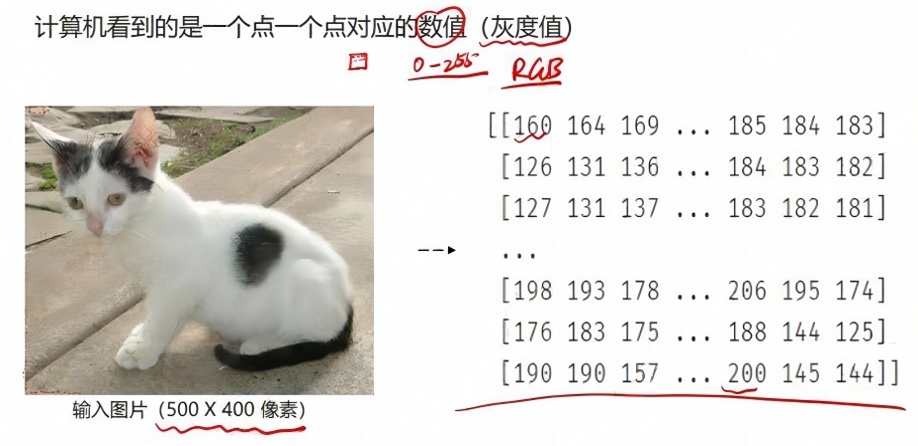 计算机看到的是一个点一个点对应的数值（灰度值）
0-255 RGB
[[160 164 169 ... 185 184 183]
[126 131 136 ... 184 183 182]
[127 131 137 ... 183 182 181]
...
[198 193 178 ... 206 195 174]
[176 183 175 ... 188 144 125]
[190 190 157 ... 200 145 144]]
输入图片（500 X 400 像素）